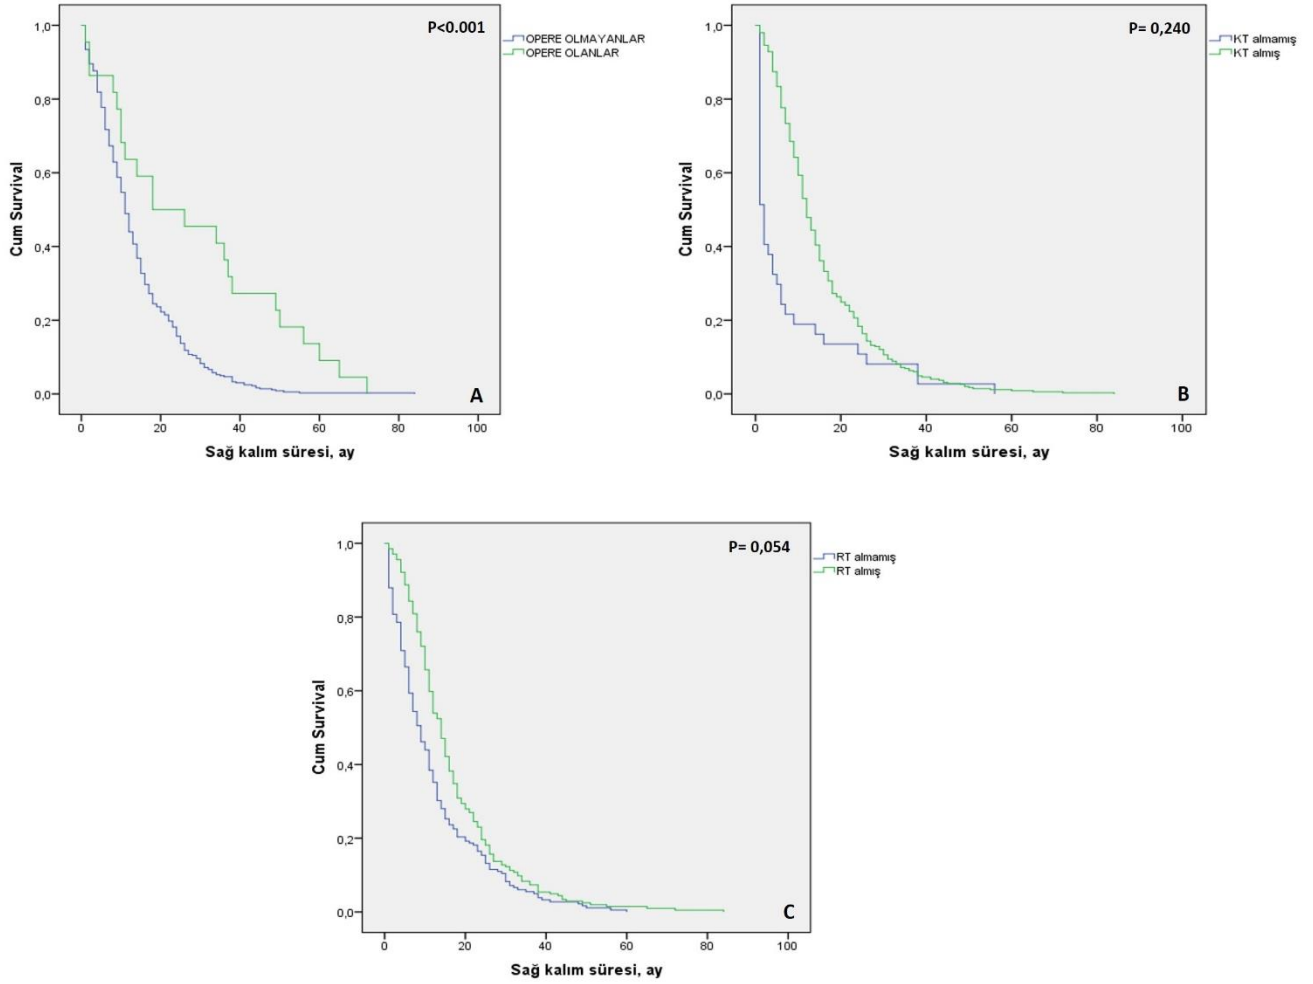 P<0.001
OPERE OLMAYANLAR
OPERE OLANLAR
Cum Survival
1,0
0,8
0,6
0,4
0,2
0,0
A
0 20 40 60 80 100
Sağ kalım süresi, ay
P= 0,240
KT almamış
KT almış
Cum Survival
1,0
0,8
0,6
0,4
0,2
0,0
B
0 20 40 60 80 100
Sağ kalım süresi, ay
P= 0,054
RT almamış
RT almış
Cum Survival
1,0
0,8
0,6
0,4
0,2
0,0
C
0 20 40 60 80 100
Sağ kalım süresi, ay